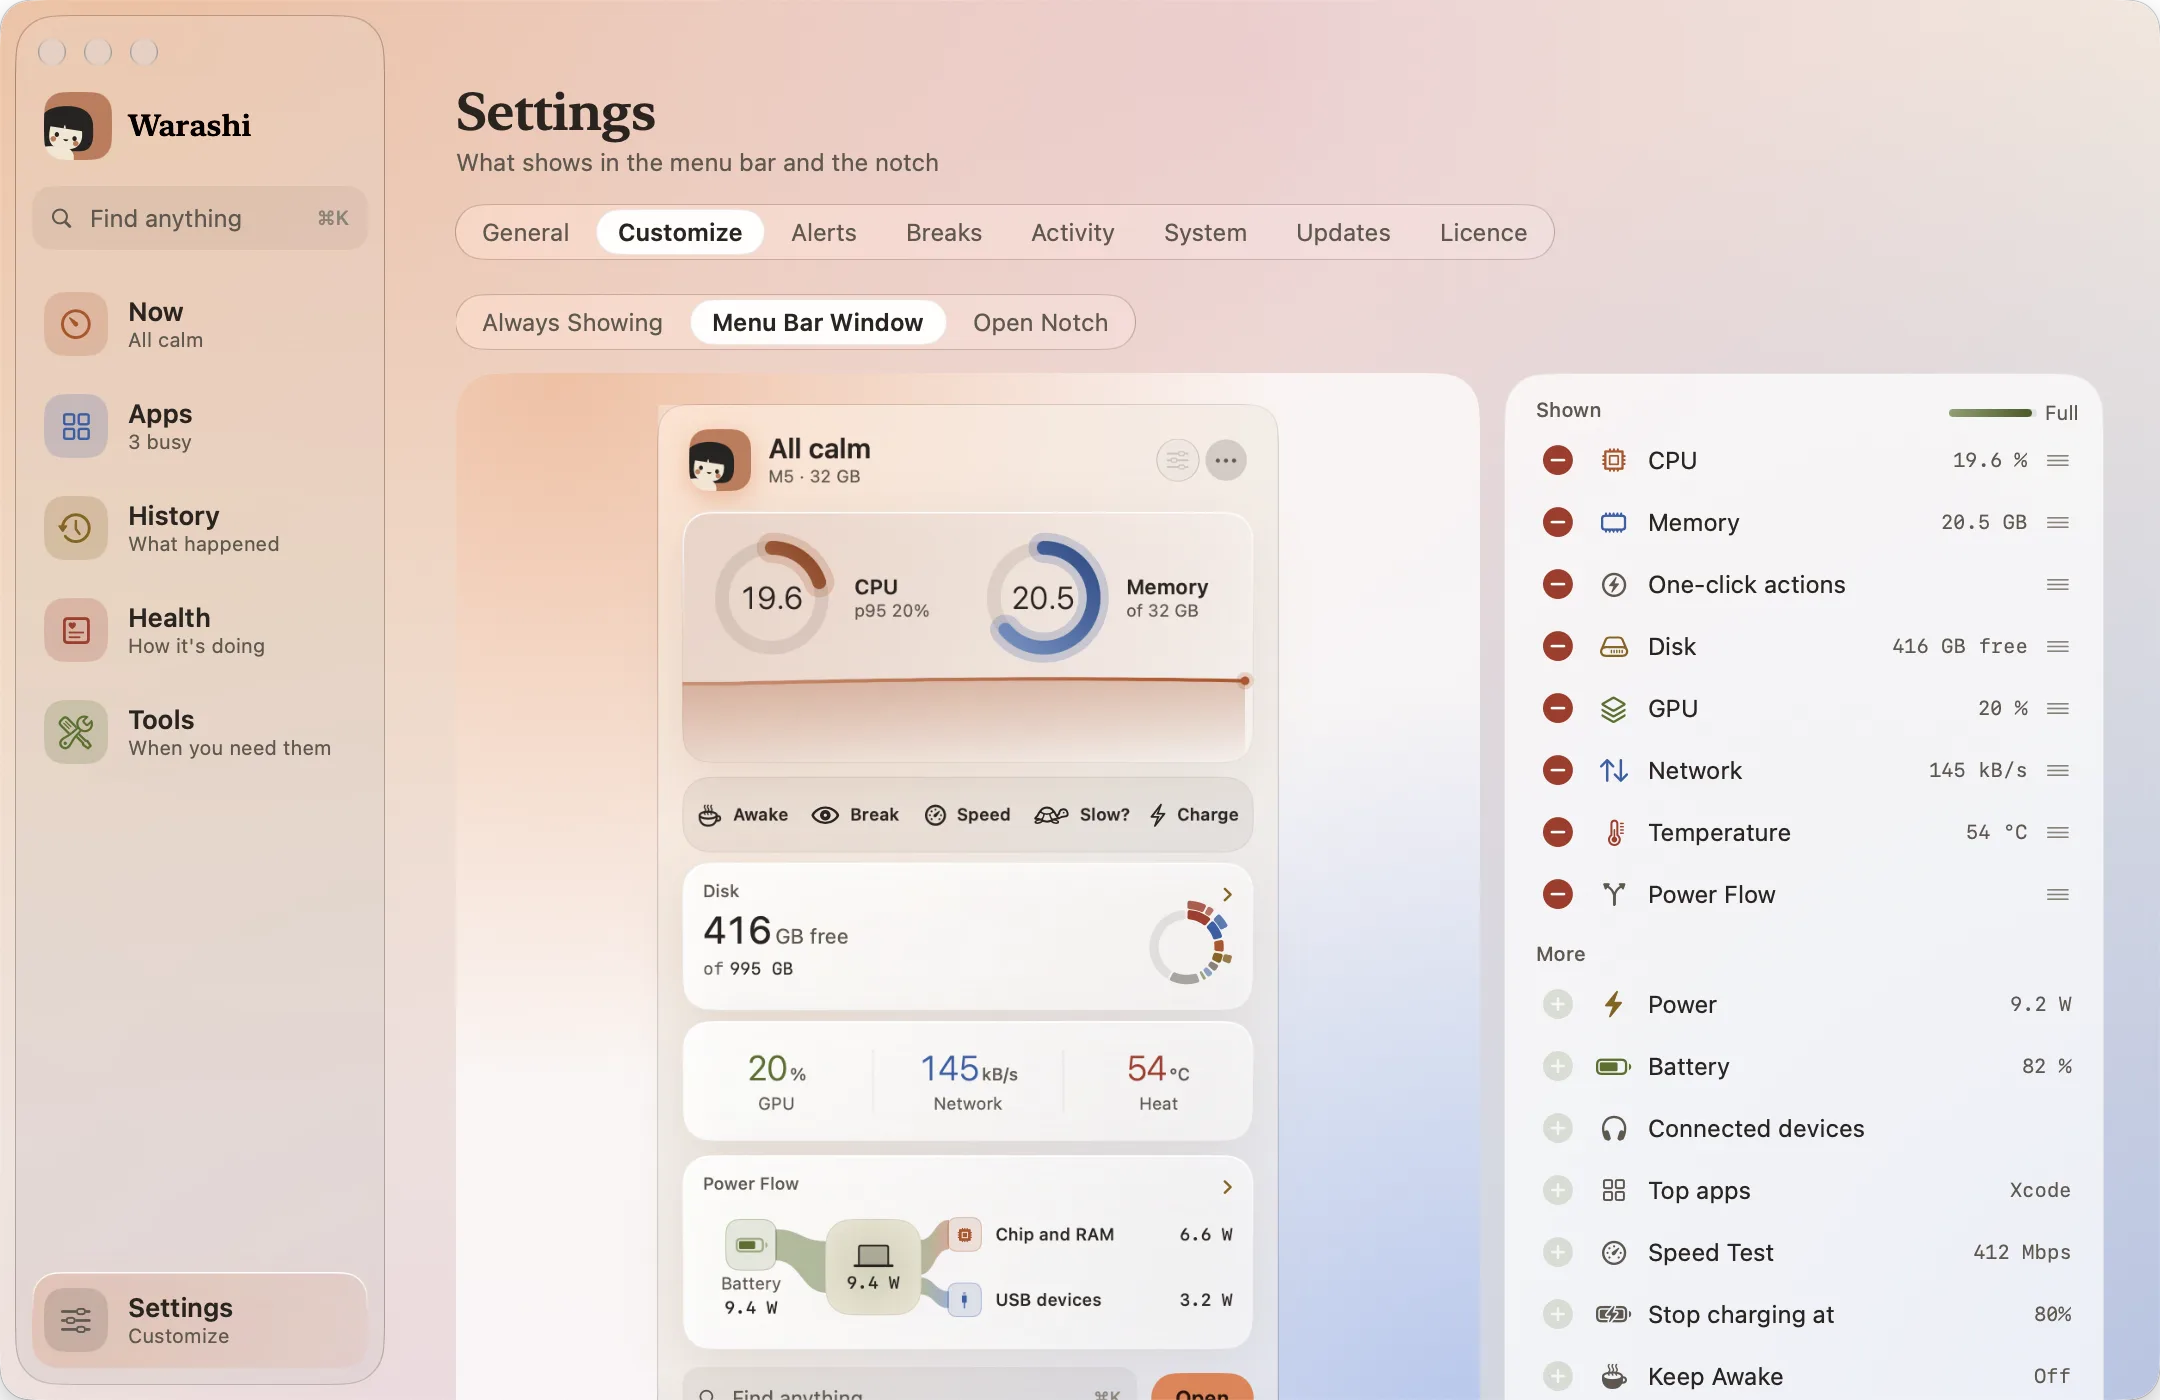 Warashi
Find anything ⌘K
Now
All calm
Apps
3 busy
History
What happened
Health
How it's doing
Tools
When you need them
Settings
Customize
Settings
What shows in the menu bar and the notch
General Customize Alerts Breaks Activity System Updates Licence
Always Showing Menu Bar Window Open Notch
All calm
M5 · 32 GB
19.6
CPU
p95 20%
20.5
Memory
of 32 GB
Awake Break Speed Slow? Charge
Disk
416 GB free
of 995 GB
20 % 145 kB/s 54 °C
GPU Network Heat
Power Flow
Battery
9.4 W
9.4 W
Chip and RAM 6.6 W
USB devices 3.2 W
Find anything ⌘K Open
Shown Full
CPU 19.6 %
Memory 20.5 GB
One-click actions
Disk 416 GB free
GPU 20 %
Network 145 kB/s
Temperature 54 °C
Power Flow
More
Power 9.2 W
Battery 82 %
Connected devices
Top apps Xcode
Speed Test 412 Mbps
Stop charging at 80%
Keep Awake Off